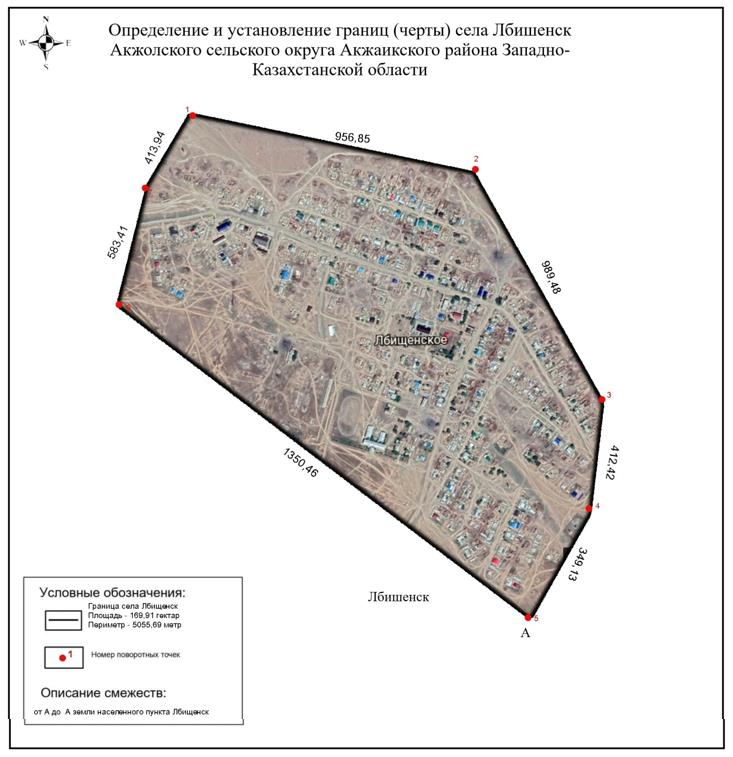 Определение и установление границ (черты) села Лбишенск
Акжолского сельского округа Акжаикского района Западно-
Казахстанской области
N
W E
S
1
956,85
2
413,94
583,41
989,48
Лбищенское
3
412,42
1350,46
4
349,13
Лбишенск
5
А
Условные обозначения:
Граница села Лбищенск
Площадь - 169,91 гектар
Периметр - 5055,69 метр
1 Номер поворотных точек
Описание смежеств:
от А до А земли населенного пункта Лбищенск